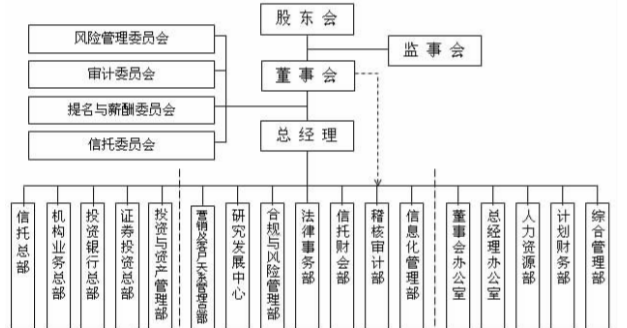 股东会
风险管理委员会
监事会
审计委员会
董事会
提名与薪酬委员会
总经理
信托委员会
信托总部
机构业务总部
投资银行总部
证券投资总部
投资与资产管理部
营销及客户关系管理总部
研究发展中心
合规与风险管理部
法律事务部
信托财会部
稽核审计部
信息化管理部
董事会办公室
总经理办公室
人力资源部
计划财务部
综合管理部